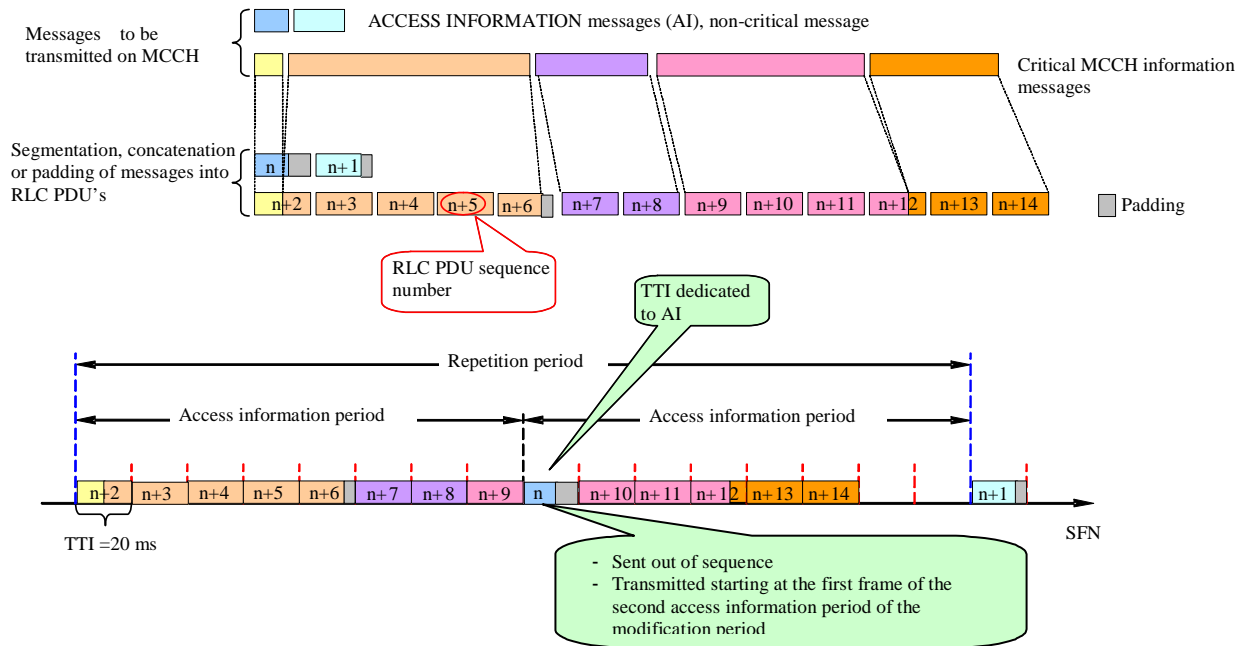 Messages to be
transmitted on MCCH
ACCESS INFORMATION messages (AI), non-critical message
Critical MCCH information
messages
Segmentation, concatenation
or padding of messages into
RLC PDU's
n
n+1
n+2
n+3
n+4
n+5
n+6
n+7
n+8
n+9
n+10
n+11
n+12
n+13
n+14
Padding
RLC PDU sequence
number
TTI dedicated
to AI
Repetition period
Access information period
Access information period
n+2
n+3
n+4
n+5
n+6
n+7
n+8
n+9
n
n+10
n+11
n+12
n+13
n+14
n+1
TTI =20 ms
SFN
- Sent out of sequence
- Transmitted starting at the first frame of the
second access information period of the
modification period